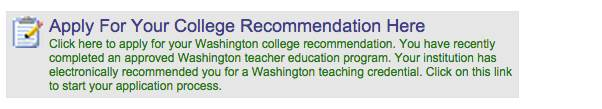 Apply For Your College Recommendation Here
Click here to apply for your Washington college recommendation. You have recently
completed an approved Washington teacher education program. Your institution has
electronically recommended you for a Washington teaching credential. Click on this link
to start your application process.